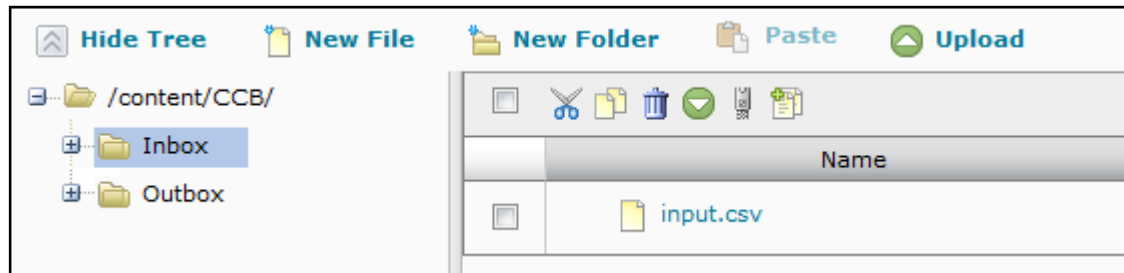 Hide Tree New File New Folder Paste Upload
/content/CCB/
Inbox
Outbox
Name
input.csv